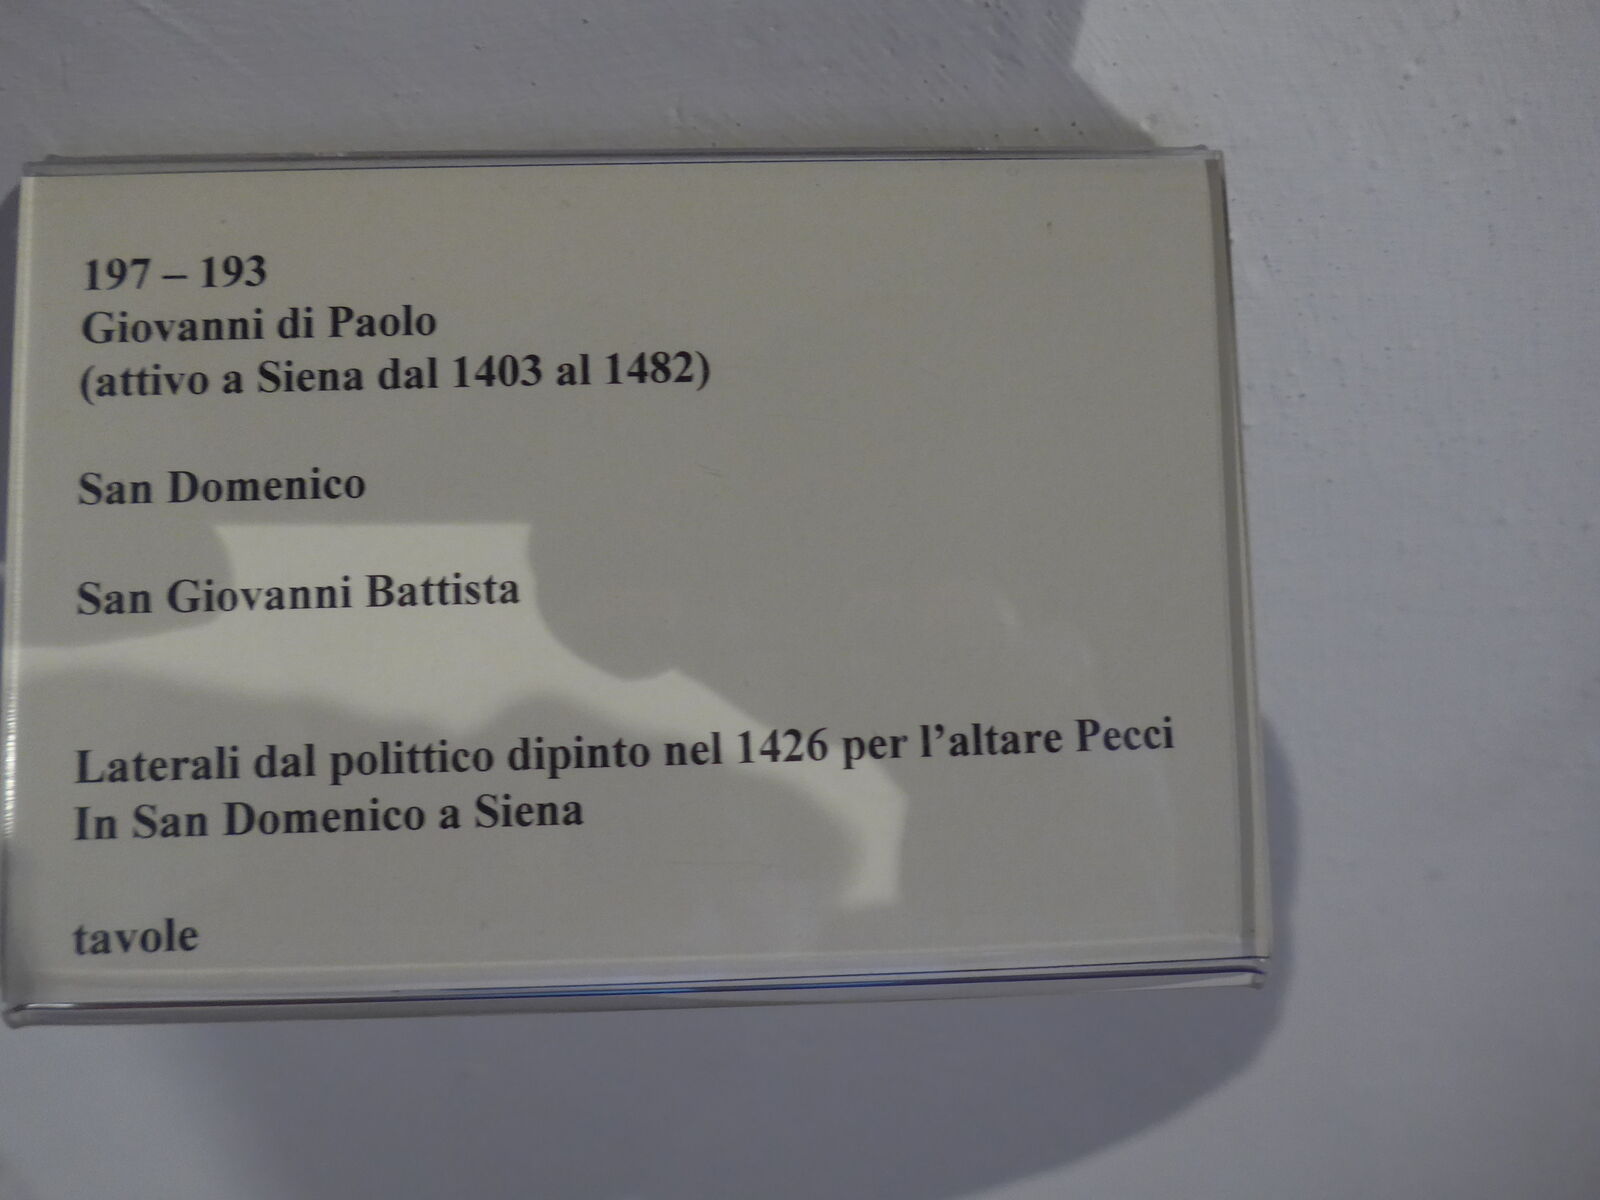 197 – 193
Giovanni di Paolo
(attivo a Siena dal 1403 al 1482)
San Domenico
San Giovanni Battista
Laterali dal polittico dipinto nel 1426 per l’altare Pecci
In San Domenico a Siena
tavole